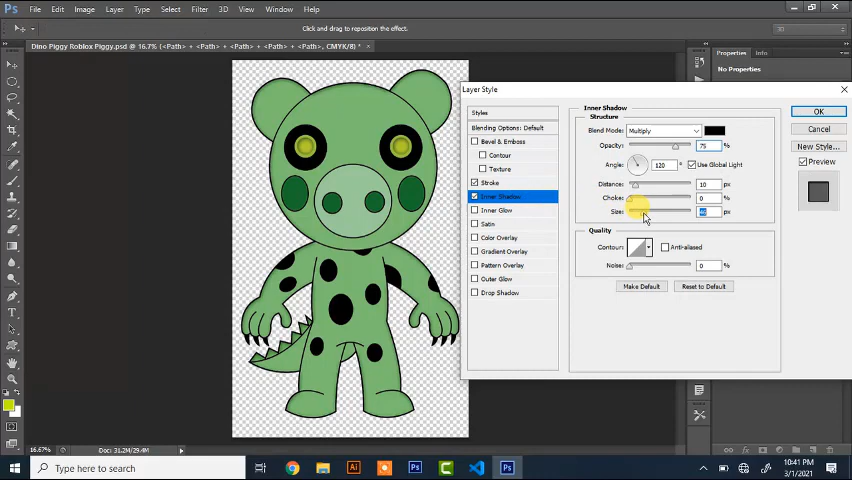 Ps File Edit Image Layer Type Select Filter 3D View Window Help
Click and drag to reposition the effect.
3D
Dino Piggy Roblox Piggy.psd @ 16.7% (<Path> + <Path> + <Path> + <Path> + <Path>, CMYK/8) * ×
Properties Info
No Properties
Layer Style
Styles
Blending Options: Default
Bevel & Emboss
Contour
Texture
Stroke
Inner Shadow
Inner Glow
Satin
Color Overlay
Gradient Overlay
Pattern Overlay
Outer Glow
Drop Shadow
Inner Shadow
Structure
Blend Mode: Multiply
Opacity: 75 %
Angle: 120 ° Use Global Light
Distance: 10 px
Choke: 0 %
Size: px
Quality
Contour: Anti-aliased
Noise: 0 %
Make Default Reset to Default
OK
Cancel
New Style...
Preview
16.67% Doc: 31.2M/29.4M
Type here to search
Ai Ps Ps
10:41 PM
3/1/2021